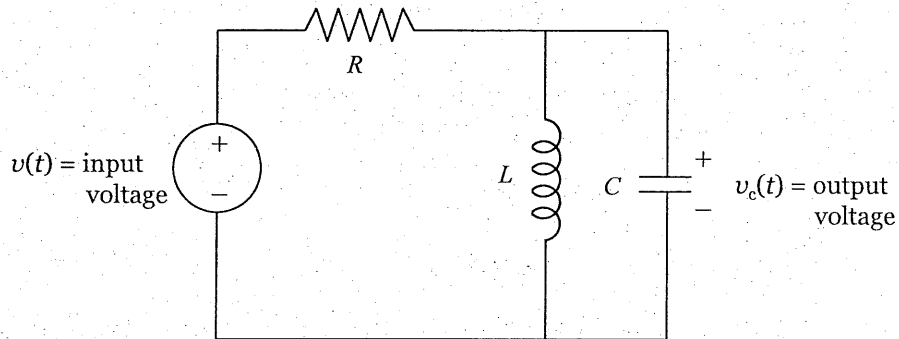 R
+
v(t) = input
voltage
−
L
C
+
v_c(t) = output
voltage
−